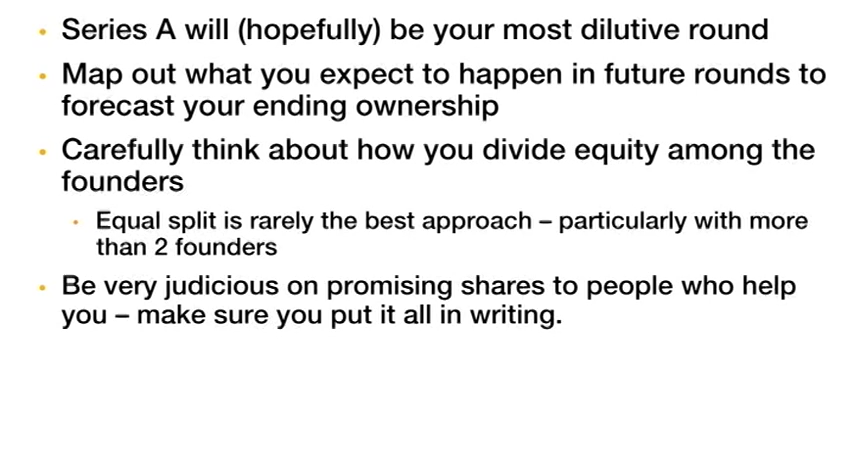 • Series A will (hopefully) be your most dilutive round
• Map out what you expect to happen in future rounds to
forecast your ending ownership
• Carefully think about how you divide equity among the
founders
• Equal split is rarely the best approach – particularly with more
than 2 founders
• Be very judicious on promising shares to people who help
you – make sure you put it all in writing.